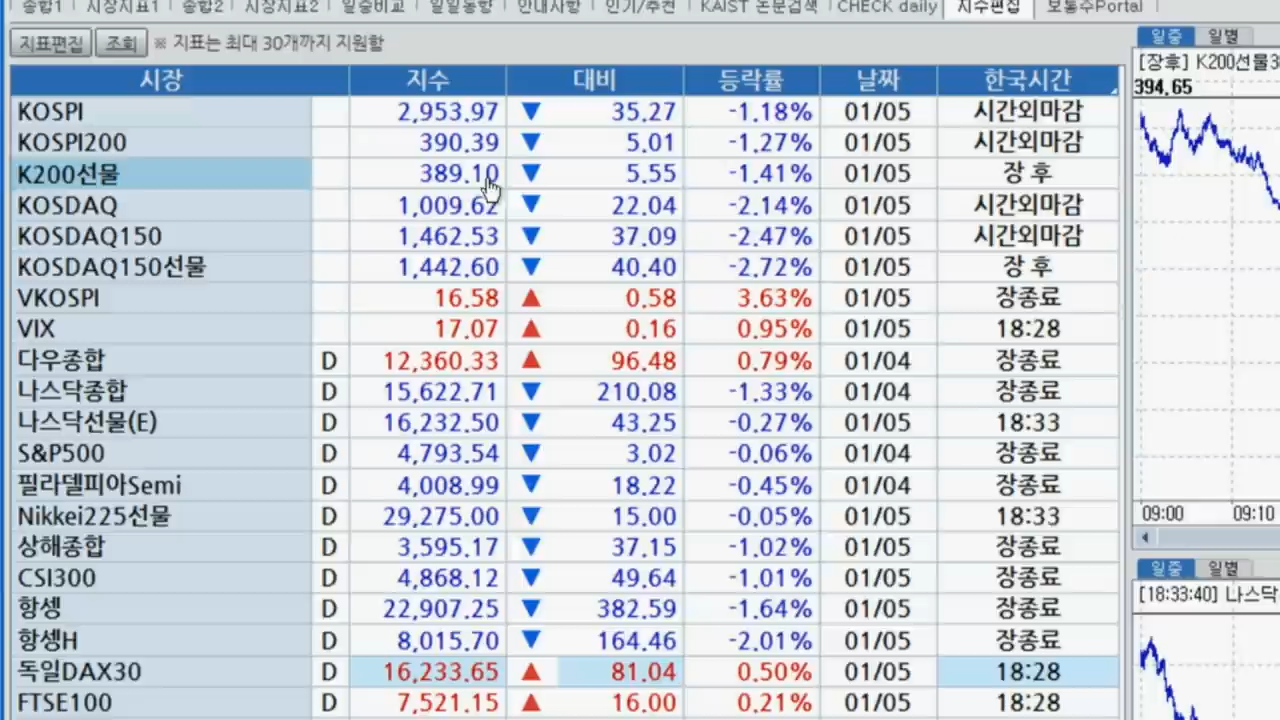 종합1 시장지표1 종합2 시장지표2 일중비교 일일동향 안내사항 인기/추천 KAIST 논문검색 CHECK daily 지수편집 보통주Portal
지표편집 조회 ※ 지표는 최대 30개까지 지원함
시장 지수 대비 등락률 날짜 한국시간
KOSPI 2,953.97 ▼ 35.27 -1.18% 01/05 시간외마감
KOSPI200 390.39 ▼ 5.01 -1.27% 01/05 시간외마감
K200선물 389.10 ▼ 5.55 -1.41% 01/05 장 후
KOSDAQ 1,009.62 ▼ 22.04 -2.14% 01/05 시간외마감
KOSDAQ150 1,462.53 ▼ 37.09 -2.47% 01/05 시간외마감
KOSDAQ150선물 1,442.60 ▼ 40.40 -2.72% 01/05 장 후
VKOSPI 16.58 ▲ 0.58 3.63% 01/05 장종료
VIX 17.07 ▲ 0.16 0.95% 01/05 18:28
다우종합 D 12,360.33 ▲ 96.48 0.79% 01/04 장종료
나스닥종합 D 15,622.71 ▼ 210.08 -1.33% 01/04 장종료
나스닥선물(E) D 16,232.50 ▼ 43.25 -0.27% 01/05 18:33
S&P500 D 4,793.54 ▼ 3.02 -0.06% 01/04 장종료
필라델피아Semi D 4,008.99 ▼ 18.22 -0.45% 01/04 장종료
Nikkei225선물 D 29,275.00 ▼ 15.00 -0.05% 01/05 18:33
상해종합 D 3,595.17 ▼ 37.15 -1.02% 01/05 장종료
CSI300 D 4,868.12 ▼ 49.64 -1.01% 01/05 장종료
항셍 D 22,907.25 ▼ 382.59 -1.64% 01/05 장종료
항셍H D 8,015.70 ▼ 164.46 -2.01% 01/05 장종료
독일DAX30 D 16,233.65 ▲ 81.04 0.50% 01/05 18:28
FTSE100 D 7,521.15 ▲ 16.00 0.21% 01/05 18:28
일중 일별
[장후] K200선물3
394.65
09:00 09:10
일중 일별
[18:33:40] 나스닥